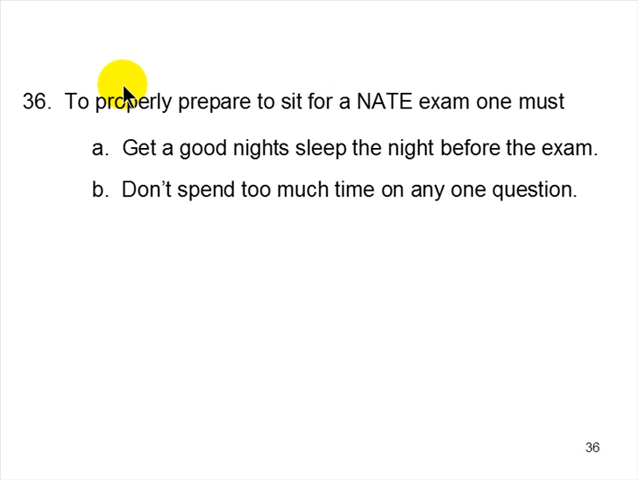 36. To properly prepare to sit for a NATE exam one must
a. Get a good nights sleep the night before the exam.
b. Don't spend too much time on any one question.
36